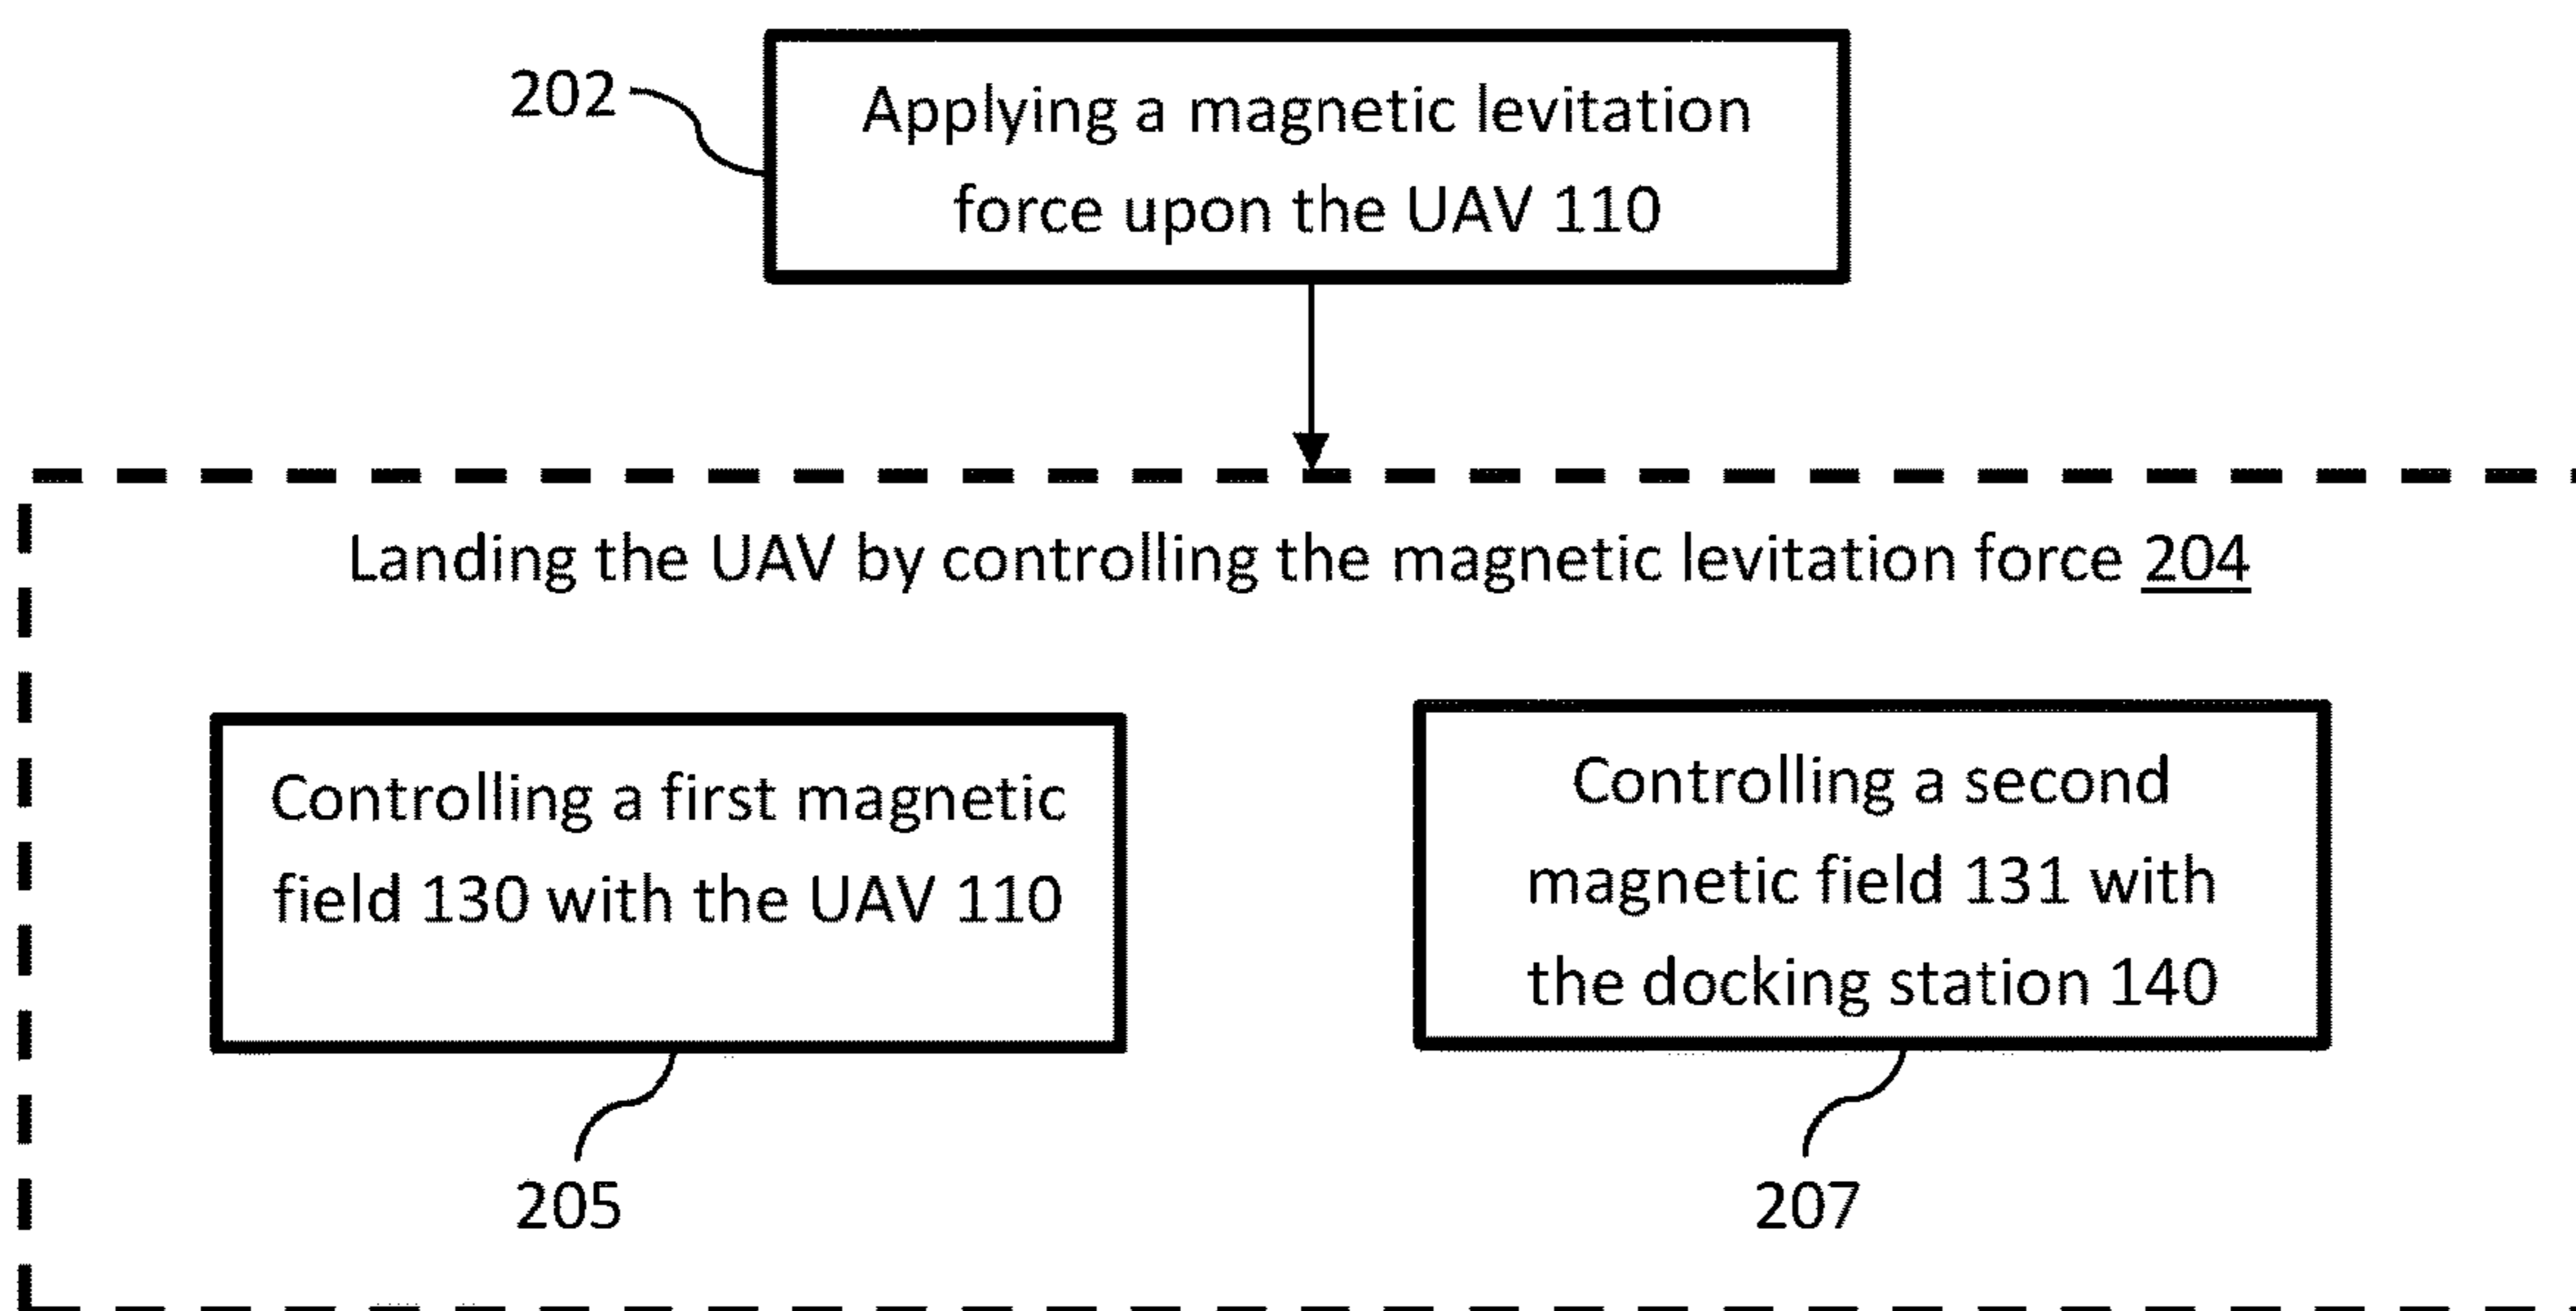 202
Applying a magnetic levitation
force upon the UAV 110
Landing the UAV by controlling the magnetic levitation force 204
Controlling a first magnetic
field 130 with the UAV 110
Controlling a second
magnetic field 131 with
the docking station 140
205
207